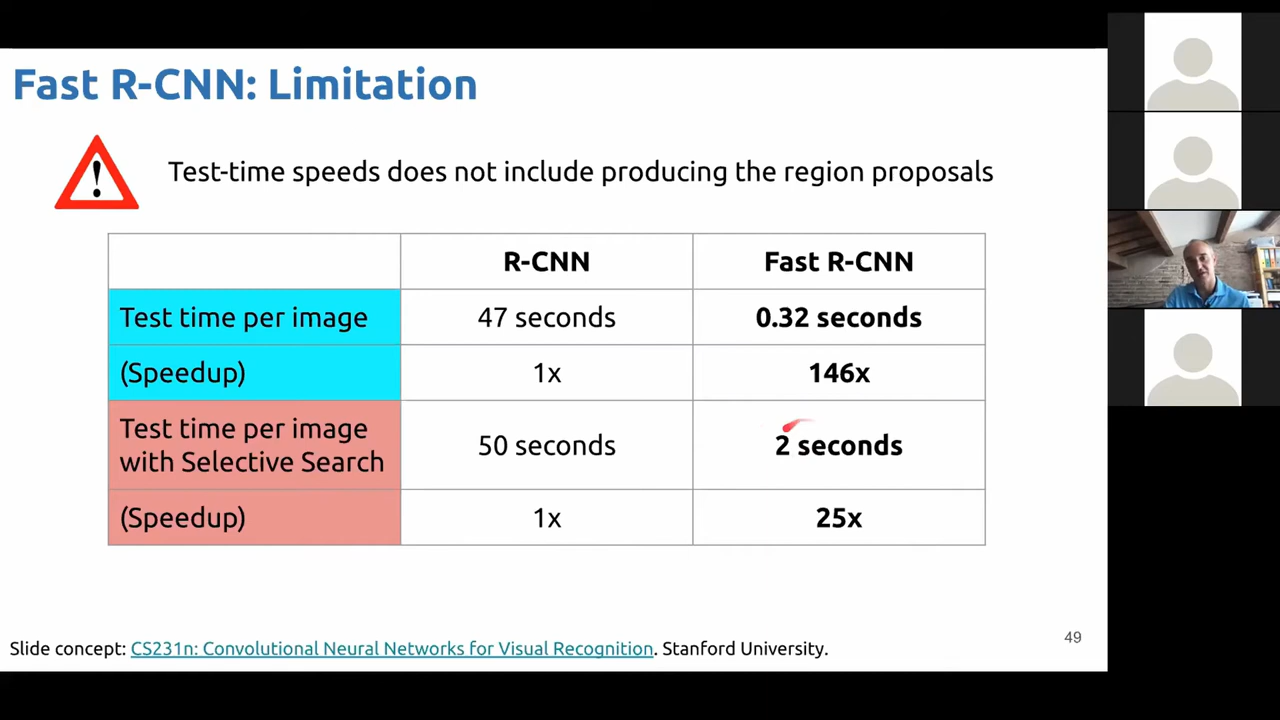 Fast R-CNN: Limitation
!
Test-time speeds does not include producing the region proposals
R-CNN Fast R-CNN
Test time per image 47 seconds 0.32 seconds
(Speedup) 1x 146x
Test time per image
with Selective Search 50 seconds 2 seconds
(Speedup) 1x 25x
49
Slide concept: CS231n: Convolutional Neural Networks for Visual Recognition. Stanford University.